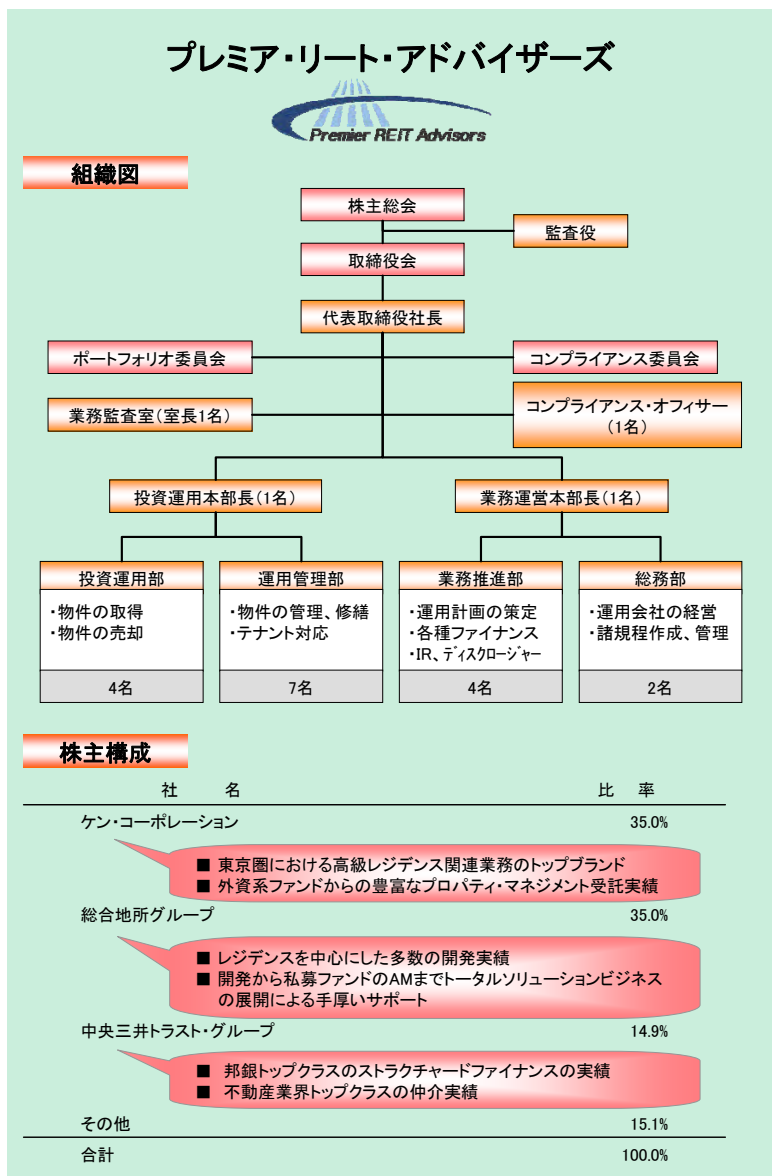 プレミア・リート・アドバイザーズ
Premier REIT Advisors
組織図
株主総会
監査役
取締役会
代表取締役社長
ポートフォリオ委員会
コンプライアンス委員会
業務監査室(室長1名)
コンプライアンス・オフィサー
(1名)
投資運用本部長(1名)
業務運営本部長(1名)
投資運用部
・物件の取得
・物件の売却
4名
運用管理部
・物件の管理、修繕
・テナント対応
7名
業務推進部
・運用計画の策定
・各種ファイナンス
・IR、ディスクロージャー
4名
総務部
・運用会社の経営
・諸規程作成、管理
2名
株主構成
社 名 比 率
ケン・コーポレーション 35.0%
■ 東京圏における高級レジデンス関連業務のトップブランド
■ 外資系ファンドからの豊富なプロパティ・マネジメント受託実績
総合地所グループ 35.0%
■ レジデンスを中心にした多数の開発実績
■ 開発から私募ファンドのAMまでトータルソリューションビジネス
の展開による手厚いサポート
中央三井トラスト・グループ 14.9%
■ 邦銀トップクラスのストラクチャードファイナンスの実績
■ 不動産業界トップクラスの仲介実績
その他 15.1%
合計 100.0%